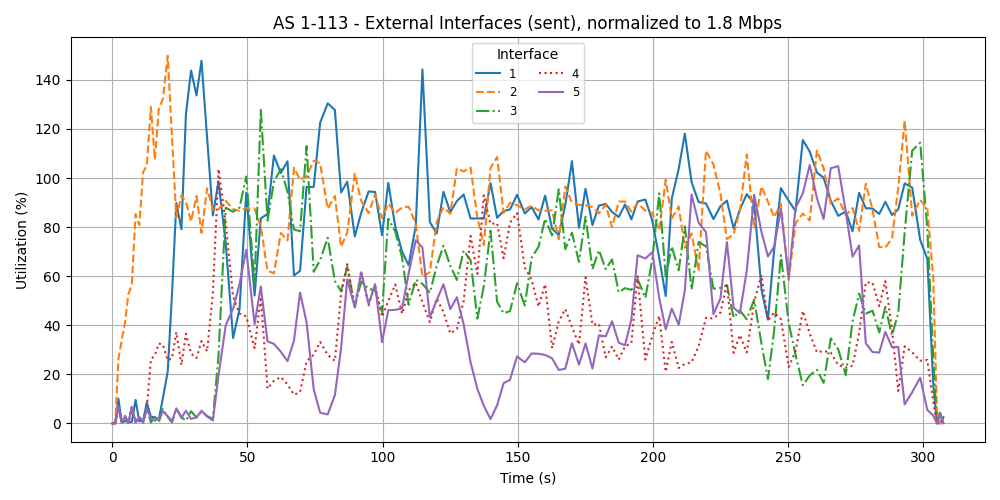 AS 1-113 - External Interfaces (sent), normalized to 1.8 Mbps
Interface
1 4
2 5
3
Utilization (%)
140
120
100
80
60
40
20
0
0 50 100 150 200 250 300
Time (s)